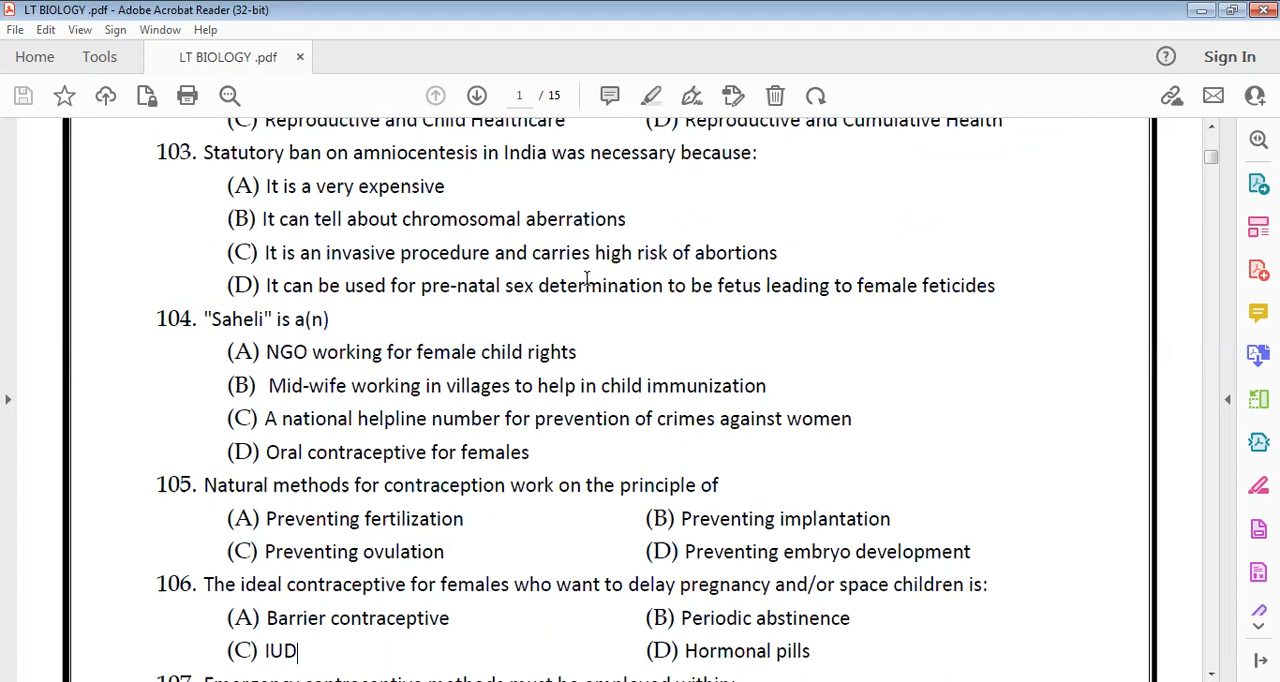 LT BIOLOGY .pdf - Adobe Acrobat Reader (32-bit)
File Edit View Sign Window Help
Home Tools LT BIOLOGY .pdf × ? Sign In
1 / 15
(C) Reproductive and Child Healthcare (D) Reproductive and Cumulative Health
103. Statutory ban on amniocentesis in India was necessary because:
(A) It is a very expensive
(B) It can tell about chromosomal aberrations
(C) It is an invasive procedure and carries high risk of abortions
(D) It can be used for pre-natal sex determination to be fetus leading to female feticides
104. "Saheli" is a(n)
(A) NGO working for female child rights
(B) Mid-wife working in villages to help in child immunization
(C) A national helpline number for prevention of crimes against women
(D) Oral contraceptive for females
105. Natural methods for contraception work on the principle of
(A) Preventing fertilization (B) Preventing implantation
(C) Preventing ovulation (D) Preventing embryo development
106. The ideal contraceptive for females who want to delay pregnancy and/or space children is:
(A) Barrier contraceptive (B) Periodic abstinence
(C) IUD (D) Hormonal pills
107. Emergency contraceptive methods must be employed within: